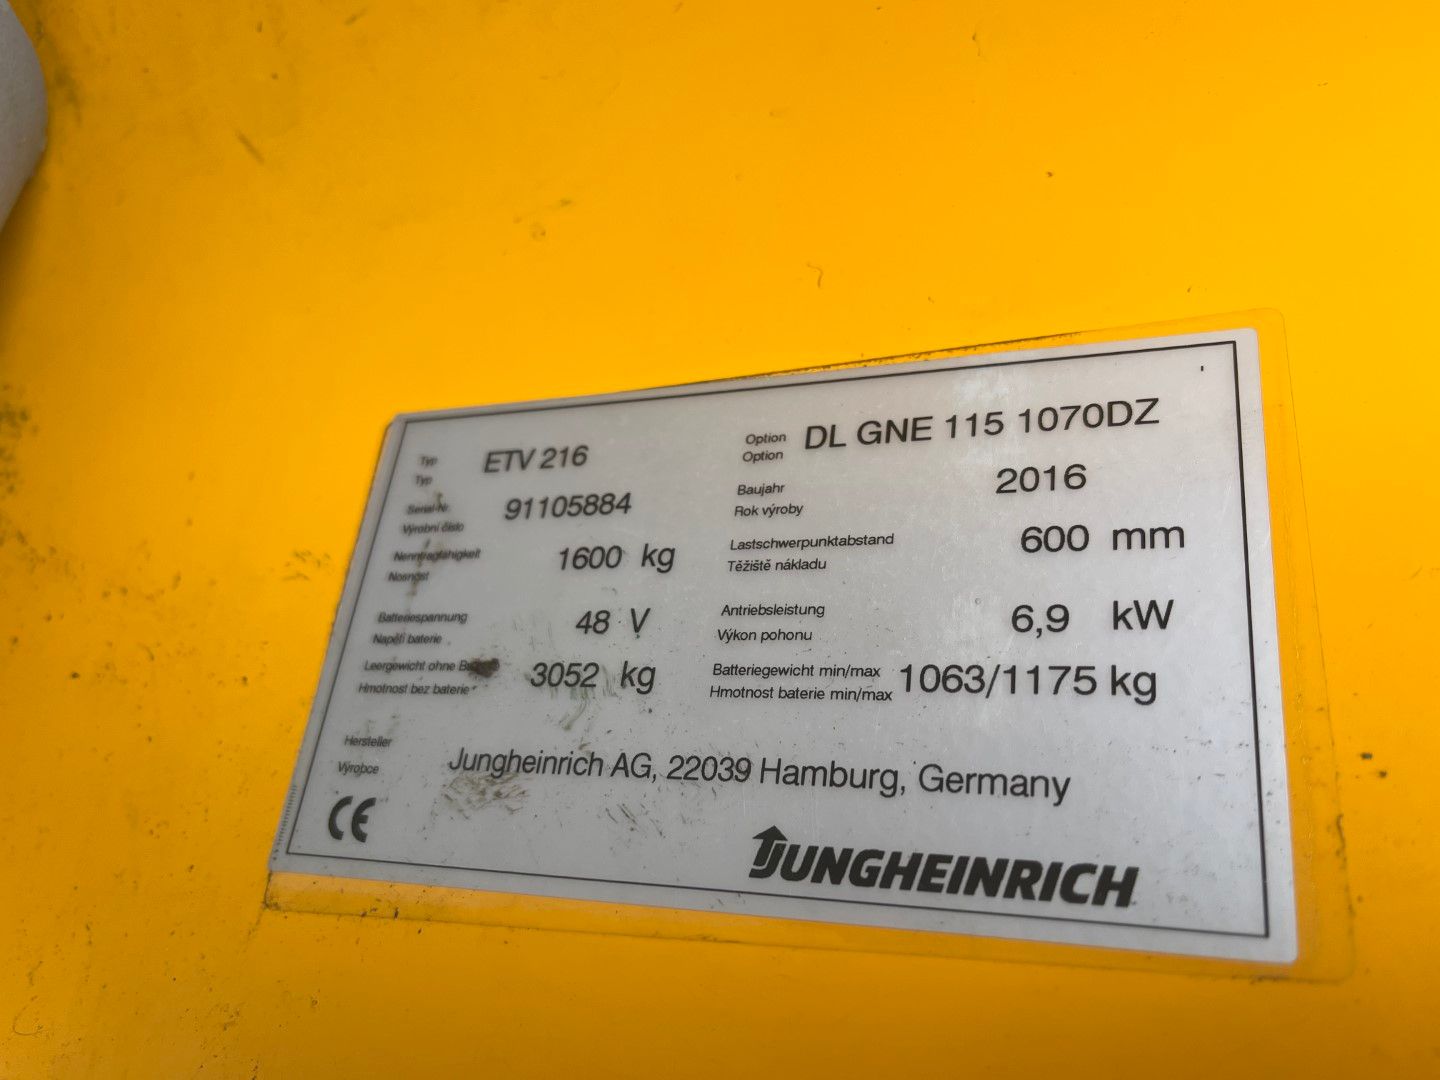 Typ ETV 216 Option DL GNE 115 1070DZ
Typ Option
Serial-Nr. 91105884 Baujahr 2016
Výrobní číslo Rok výroby
Nenntragfähigkeit 1600 kg Lastschwerpunktabstand 600 mm
Nosnost Těžiště nákladu
Batteriespannung 48 V Antriebsleistung 6,9 kW
Napětí baterie Výkon pohonu
Leergewicht ohne 3052 kg Batteriegewicht min/max 1063/1175 kg
Hmotnost bez baterie Hmotnost baterie min/max
Hersteller Jungheinrich AG, 22039 Hamburg, Germany
Výrobce
CE
JUNGHEINRICH